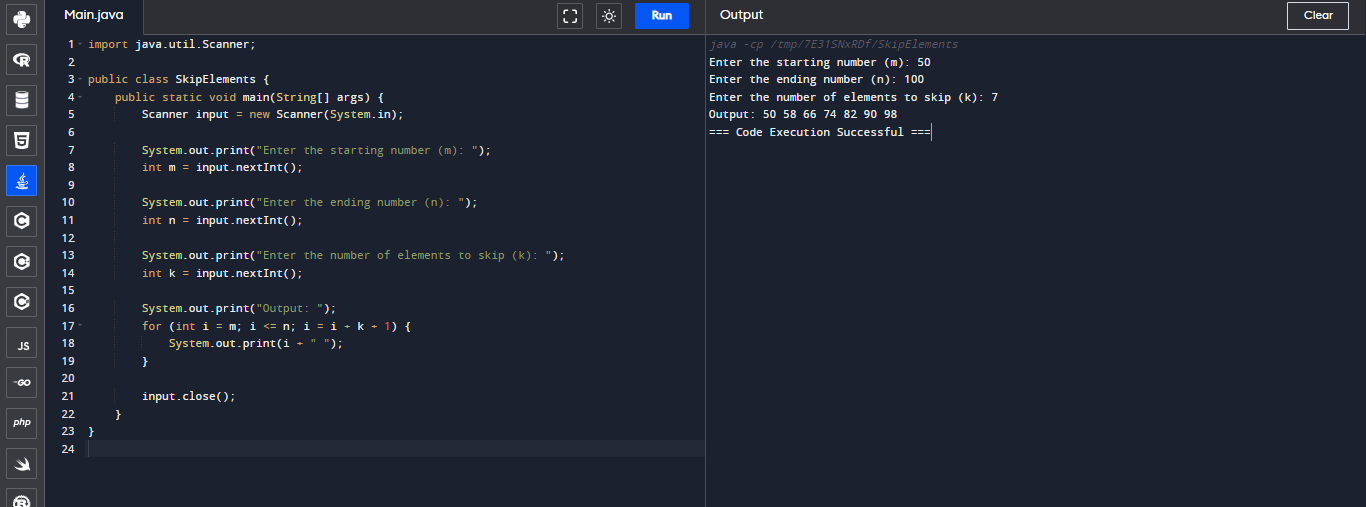 Main.java
Run
Output
Clear
1 import java.util.Scanner;
2
3 public class SkipElements {
4 public static void main(String[] args) {
5 Scanner input = new Scanner(System.in);
6
7 System.out.print("Enter the starting number (m): ");
8 int m = input.nextInt();
9
10 System.out.print("Enter the ending number (n): ");
11 int n = input.nextInt();
12
13 System.out.print("Enter the number of elements to skip (k): ");
14 int k = input.nextInt();
15
16 System.out.print("Output: ");
17 for (int i = m; i <= n; i = i + k + 1) {
18 System.out.print(i + " ");
19 }
20
21 input.close();
22 }
23 }
24
java -cp /tmp/7E31SNxRDf/SkipElements
Enter the starting number (m): 50
Enter the ending number (n): 100
Enter the number of elements to skip (k): 7
Output: 50 58 66 74 82 90 98
=== Code Execution Successful ===
R
5
C
C
C
JS
GO
php